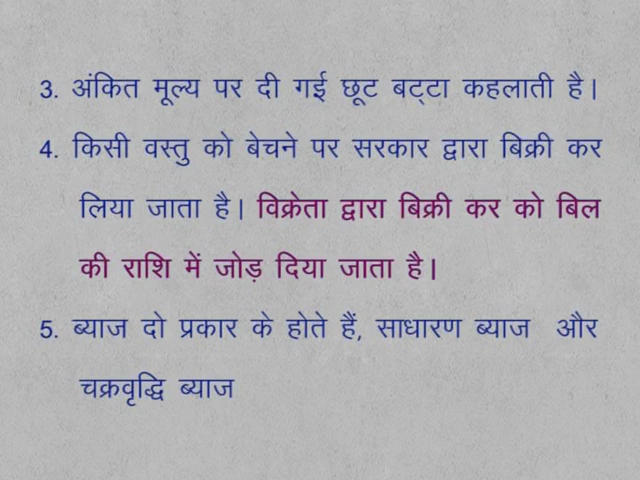 3. अंकित मूल्य पर दी गई छूट बट्टा कहलाती है।
4. किसी वस्तु को बेचने पर सरकार द्वारा बिक्री कर
लिया जाता है। विक्रेता द्वारा बिक्री कर को बिल
की राशि में जोड़ दिया जाता है।
5. ब्याज दो प्रकार के होते हैं, साधारण ब्याज और
चक्रवृद्धि ब्याज